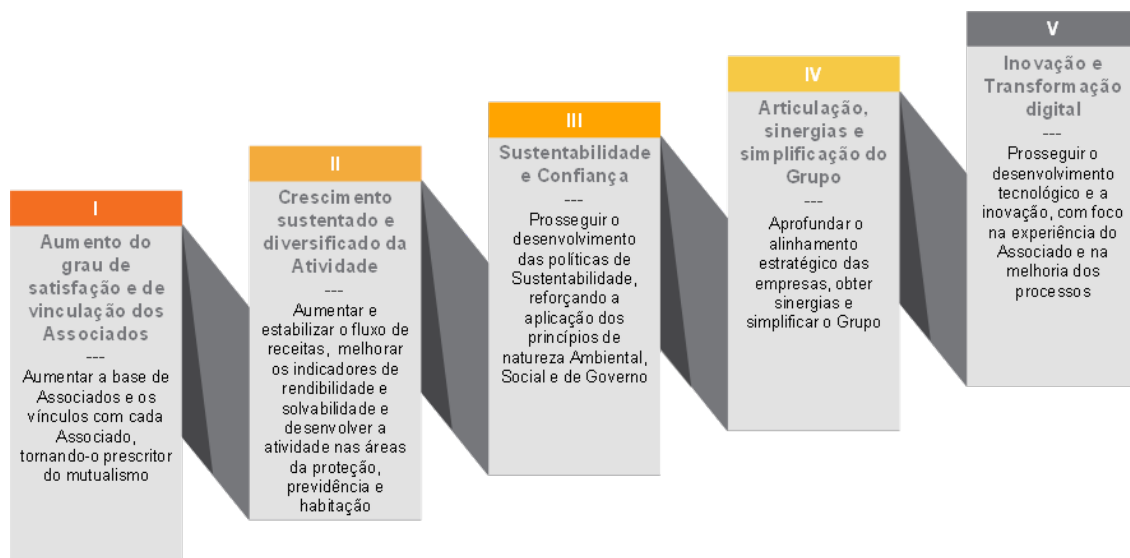 I
Aumento do
grau de
satisfação e de
vinculação dos
Associados
---
Aumentar a base de
Associados e os
vínculos com cada
Associado,
tornando-o prescritor
do mutualismo
II
Crescimento
sustentado e
diversificado da
Atividade
---
Aumentar e
estabilizar o fluxo de
receitas, melhorar
os indicadores de
rendibilidade e
solvabilidade e
desenvolver a
atividade nas áreas
da proteção,
previdência e
habitação
III
Sustentabilidade
e Confiança
---
Prosseguir o
desenvolvimento
das políticas de
Sustentabilidade,
reforçando a
aplicação dos
princípios de
natureza Ambiental,
Social e de Governo
IV
Articulação,
sinergias e
simplificação do
Grupo
---
Aprofundar o
alinhamento
estratégico das
empresas, obter
sinergias e
simplificar o Grupo
V
Inovação e
Transformação
digital
---
Prosseguir o
desenvolvimento
tecnológico e a
inovação, com foco
na experiência do
Associado e na
melhoria dos
processos